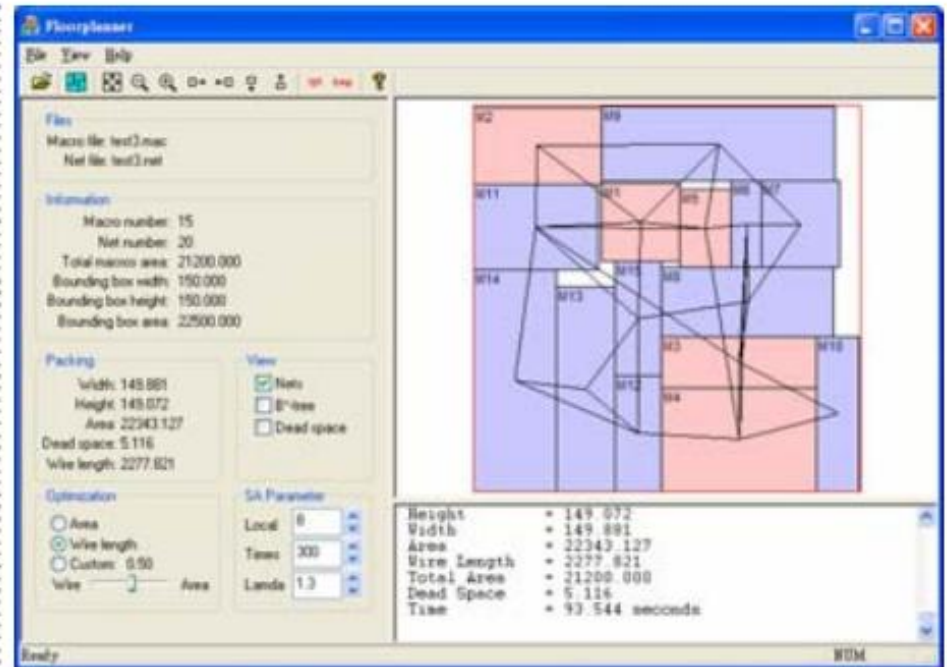 Floorplanner
File View Help
Files
Macro file: test3.mac
Net file: test3.net
Information
Macro number: 15
Net number: 20
Total macros area: 21200.000
Bounding box width: 150.000
Bounding box height: 150.000
Bounding box area: 22500.000
Packing
Width: 149.881
Height: 149.072
Area: 22343.127
Dead space: 5.116
Wire length: 2277.821
View
Nets
B*-tree
Dead space
Optimization
Area
Wire length
Custom 0.50
Wire Area
SA Parameter
Local 8
Times 300
Lamda 1.3
M2 M9
M11 M1 M5 M6 M7
M14 M13 M15 M8
M3 M10
M12 M4
Height = 149.072
Width = 149.881
Area = 22343.127
Wire Length = 2277.821
Total Area = 21200.000
Dead Space = 5.116
Time = 93.544 seconds
Ready NUM